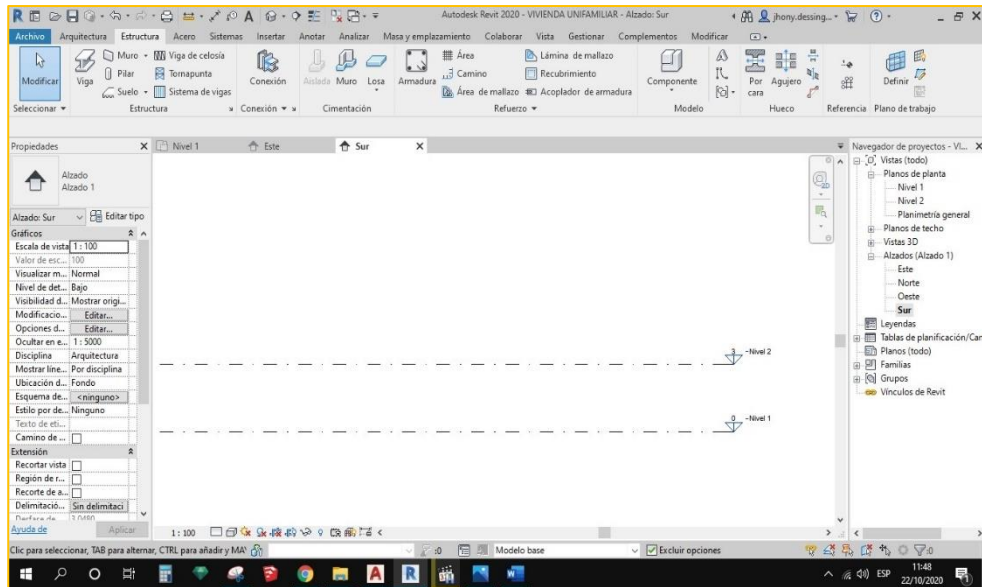 Autodesk Revit 2020 - VIVIENDA UNIFAMILIAR - Alzado: Sur
jhony.dessing...
Archivo Arquitectura Estructura Acero Sistemas Insertar Anotar Analizar Masa y emplazamiento Colaborar Vista Gestionar Complementos Modificar
Modificar
Viga
Muro
Pilar
Suelo
Viga de celosía
Tornapunta
Sistema de vigas
Conexión
Aislada Muro Losa
Armadura
Área
Camino
Área de mallazo
Lámina de mallazo
Recubrimiento
Acoplador de armadura
Componente
Por cara
Agujero
Definir
Seleccionar Estructura Conexión Cimentación Refuerzo Modelo Hueco Referencia Plano de trabajo
Propiedades
Nivel 1 Este Sur
Navegador de proyectos - VI...
Alzado
Alzado 1
Alzado: Sur Editar tipo
Gráficos
Escala de vista 1 : 100
Valor de esc... 100
Visualizar m... Normal
Nivel de det... Bajo
Visibilidad d... Mostrar origi...
Modificacio... Editar...
Opciones d... Editar...
Ocultar en e... 1 : 5000
Disciplina Arquitectura
Mostrar líne... Por disciplina
Ubicación d... Fondo
Esquema de... <ninguno>
Estilo por de... Ninguno
Texto de eti...
Camino de ...
Extensión
Recortar vista
Región de r...
Recorte de a...
Delimitació... Sin delimitaci
Ayuda de Aplicar
2D
3 Nivel 2
0 Nivel 1
Vistas (todo)
Planos de planta
Nivel 1
Nivel 2
Planimetría general
Planos de techo
Vistas 3D
Alzados (Alzado 1)
Este
Norte
Oeste
Sur
Leyendas
Tablas de planificación/Can
Planos (todo)
Familias
Grupos
Vínculos de Revit
1 : 100
Clic para seleccionar, TAB para alternar, CTRL para añadir y MAY :0 Modelo base Excluir opciones :0
ESP 11:48
22/10/2020